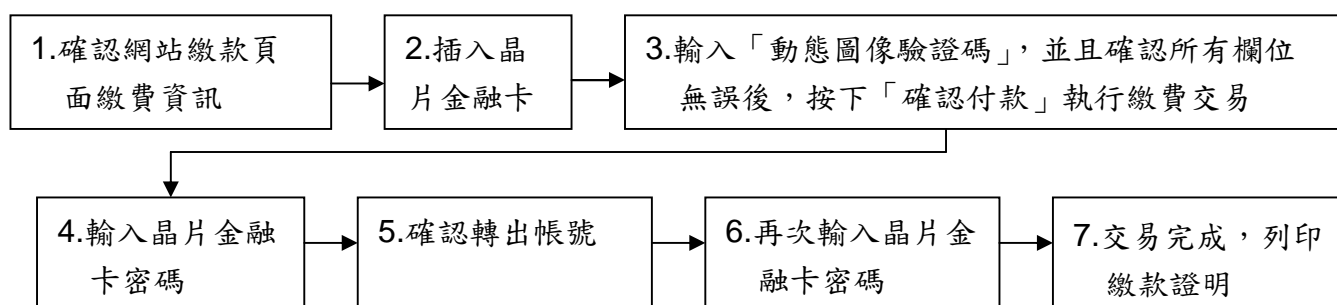 1.確認網站繳款頁
面繳費資訊
2.插入晶
片金融卡
3.輸入「動態圖像驗證碼」，並且確認所有欄位
無誤後，按下「確認付款」執行繳費交易
4.輸入晶片金融
卡密碼
5.確認轉出帳號
6.再次輸入晶片金
融卡密碼
7.交易完成，列印
繳款證明